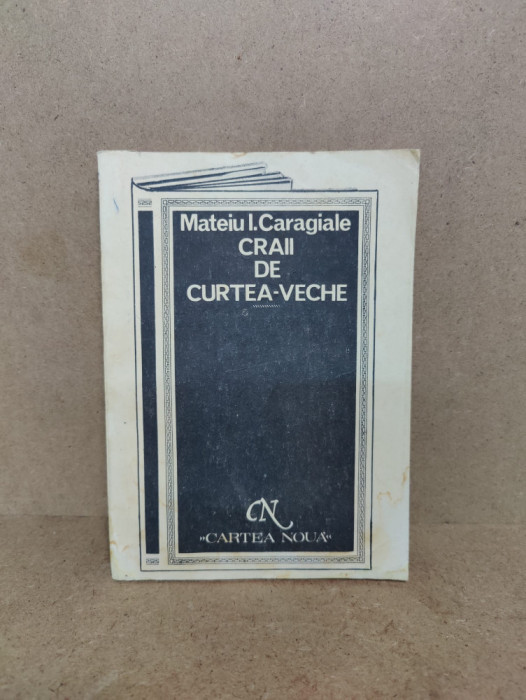 Mateiu I.Caragiale
CRAII
DE
CURTEA-VECHE
CN
„CARTEA NOUĂ“